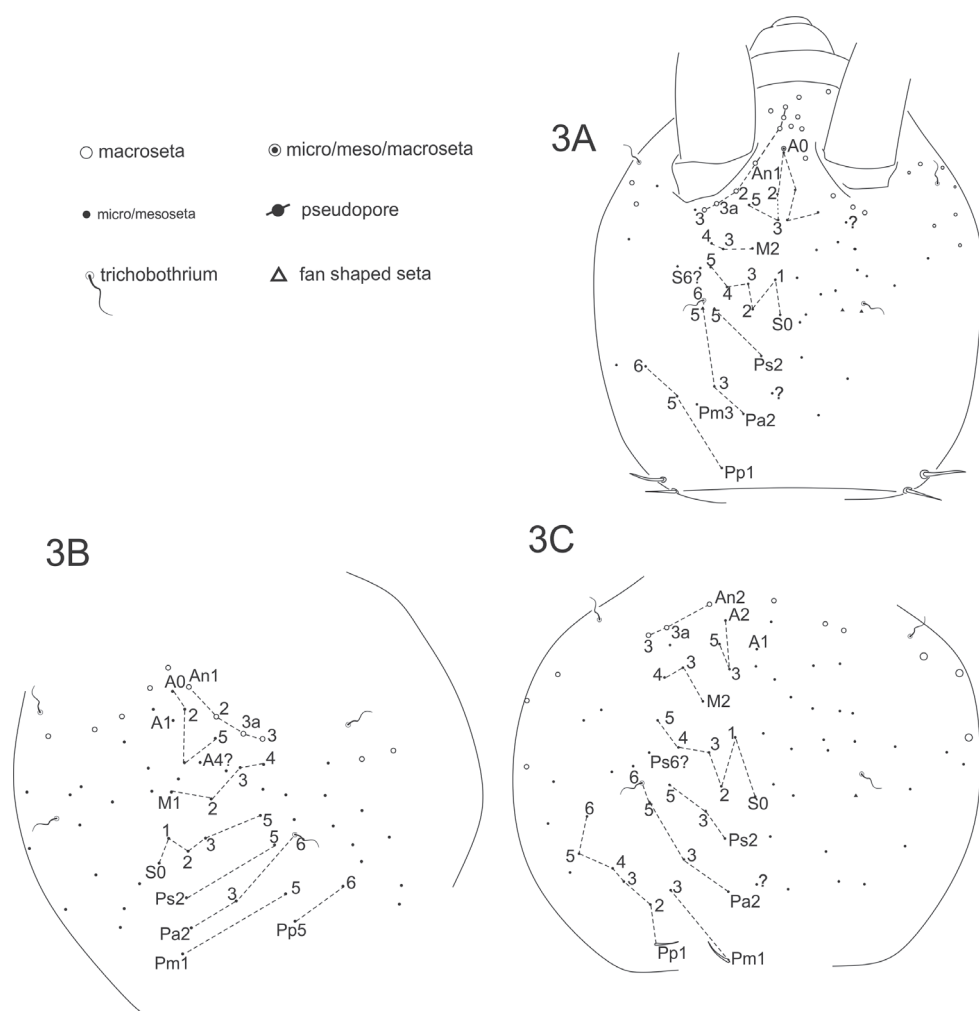 3A
macroseta
micro/meso/macroseta
micro/mesoseta
pseudopore
trichobothrium
fan shaped seta
A0
An1
2 2
5
3a
3 3 ?
4 3 M2
5
S6? 3 1
4
6
5 5 2 S0
Ps2
6 3
5 ?
Pm3 Pa2
Pp1
3B
A0 An1
A1 2 2
3a
5 3
A4? 4
3
M1 2
1 3 5
2 5 6
S0
Ps2 3 5 6
Pa2 Pp5
Pm1
3C
An2
A2
3a
3 5 A1
3
4 3
M2
5
4 3 1
Ps6?
6 2 S0
6 5 5
3 Ps2
5 4 3
3 3 ?
2 Pa2
Pp1 Pm1